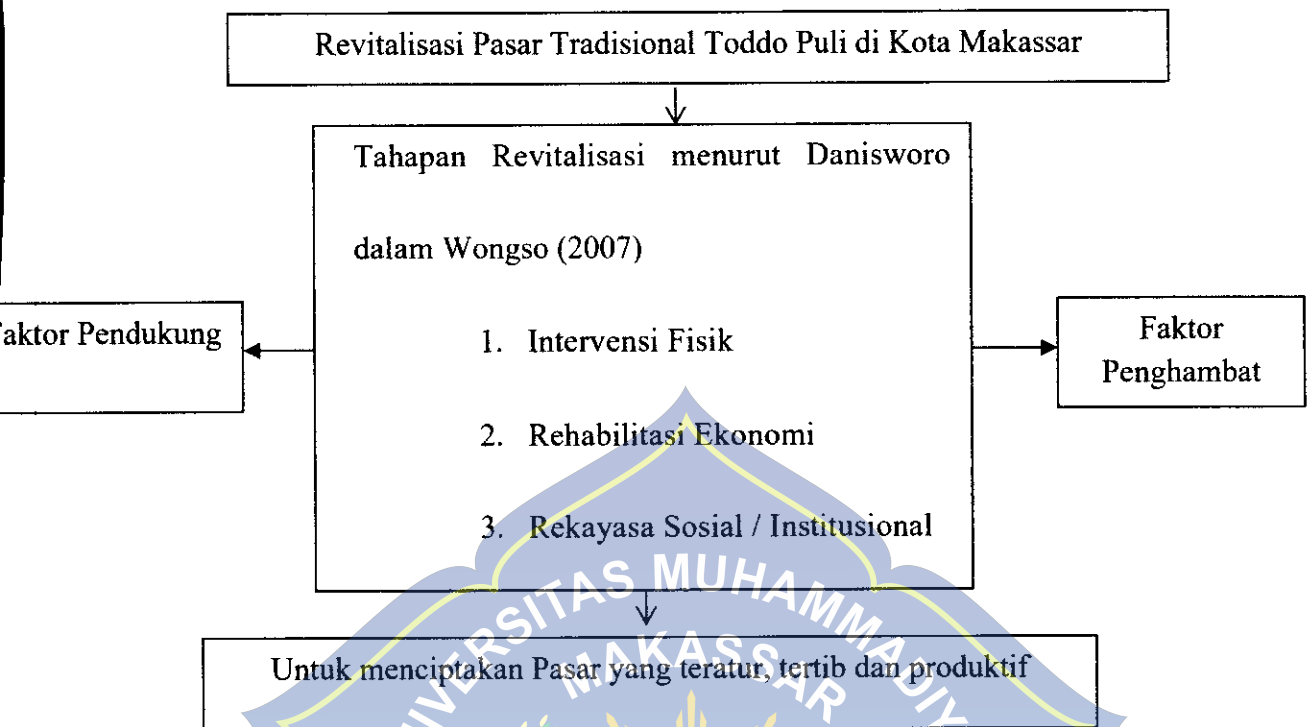 Revitalisasi Pasar Tradisional Toddo Puli di Kota Makassar
Tahapan Revitalisasi menurut Danisworo
dalam Wongso (2007)
1. Intervensi Fisik
2. Rehabilitasi Ekonomi
3. Rekayasa Sosial / Institusional
Faktor Pendukung
Faktor
Penghambat
Untuk menciptakan Pasar yang teratur, tertib dan produktif
MAKASSAR